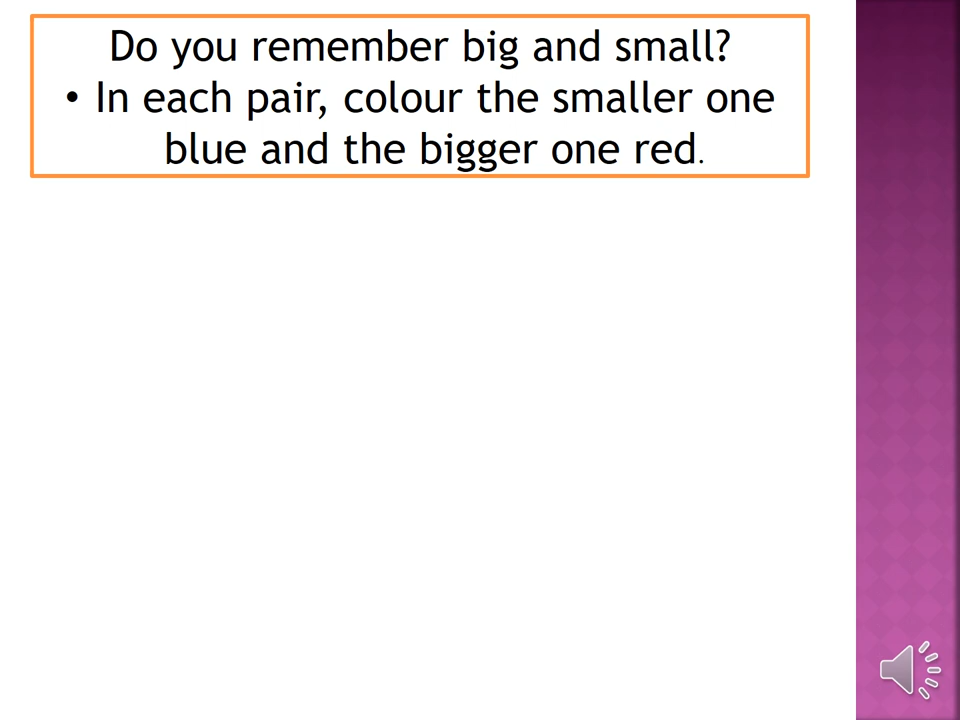 Do you remember big and small?
• In each pair, colour the smaller one
blue and the bigger one red.